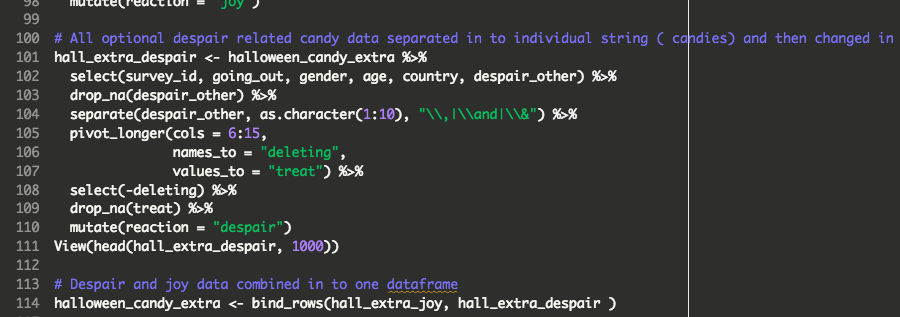 98 mutate(reaction = "joy")
99
100 # All optional despair related candy data separated in to individual string ( candies) and then changed in
101 hall_extra_despair <- halloween_candy_extra %>%
102 select(survey_id, going_out, gender, age, country, despair_other) %>%
103 drop_na(despair_other) %>%
104 separate(despair_other, as.character(1:10), "\\,|\\and|\\&") %>%
105 pivot_longer(cols = 6:15,
106 names_to = "deleting",
107 values_to = "treat") %>%
108 select(-deleting) %>%
109 drop_na(treat) %>%
110 mutate(reaction = "despair")
111 View(head(hall_extra_despair, 1000))
112
113 # Despair and joy data combined in to one dataframe
114 halloween_candy_extra <- bind_rows(hall_extra_joy, hall_extra_despair )